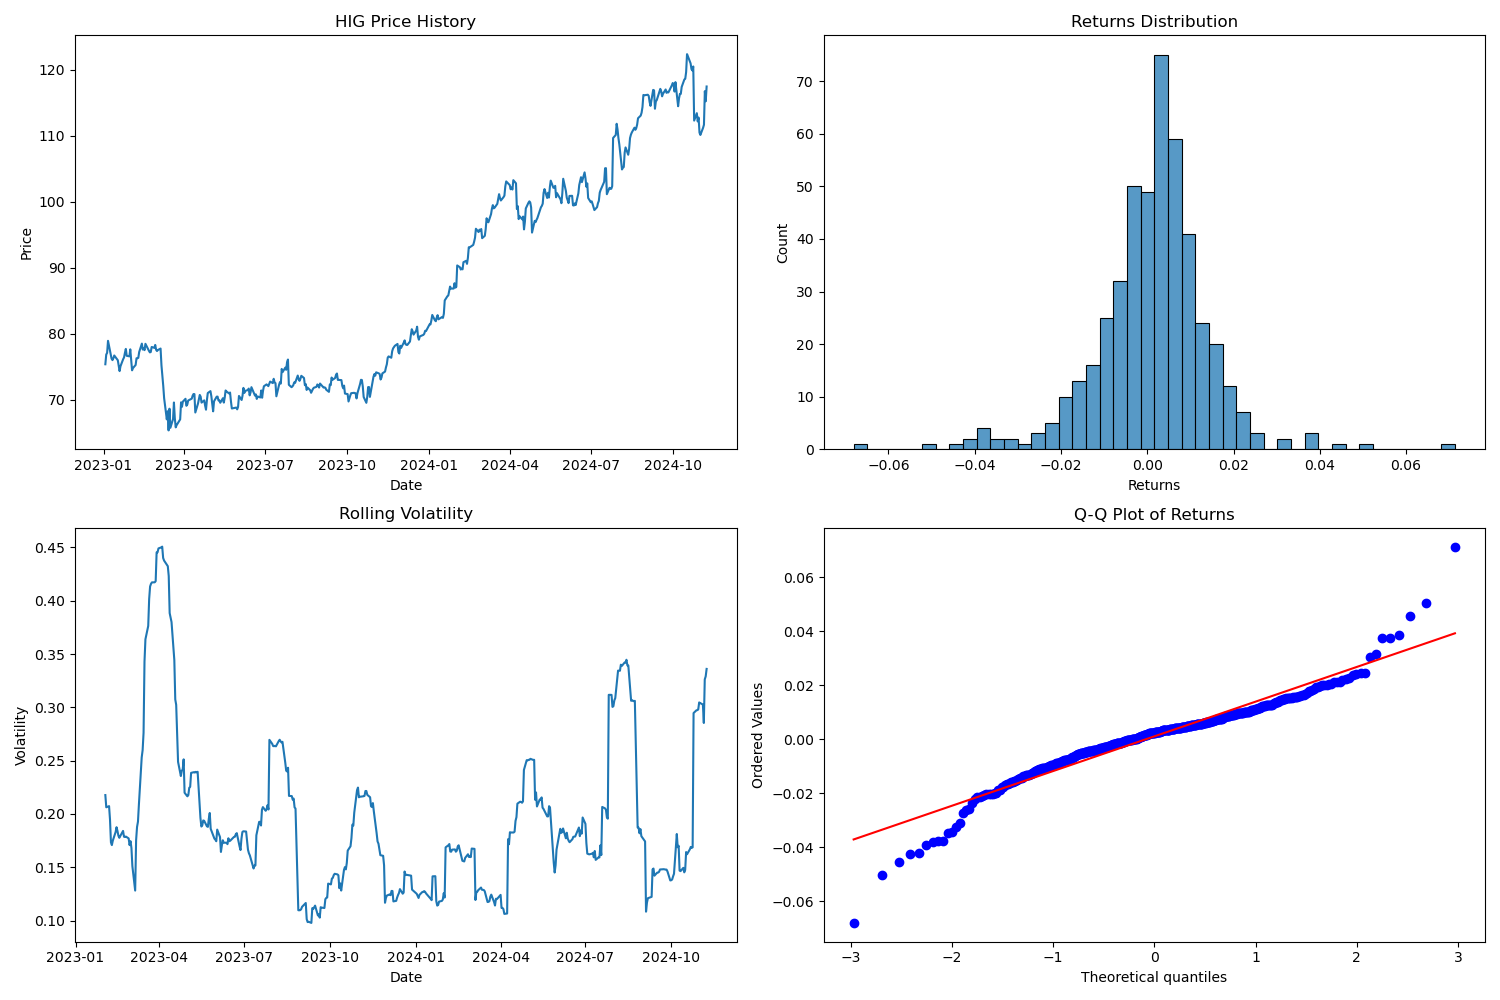 HIG Price History
Price
120
110
100
90
80
70
2023-01 2023-04 2023-07 2023-10 2024-01 2024-04 2024-07 2024-10
Date
Returns Distribution
Count
70
60
50
40
30
20
10
0
−0.06 −0.04 −0.02 0.00 0.02 0.04 0.06
Returns
Rolling Volatility
Volatility
0.45
0.40
0.35
0.30
0.25
0.20
0.15
0.10
2023-01 2023-04 2023-07 2023-10 2024-01 2024-04 2024-07 2024-10
Date
Q-Q Plot of Returns
Ordered Values
0.06
0.04
0.02
0.00
−0.02
−0.04
−0.06
−3 −2 −1 0 1 2 3
Theoretical quantiles